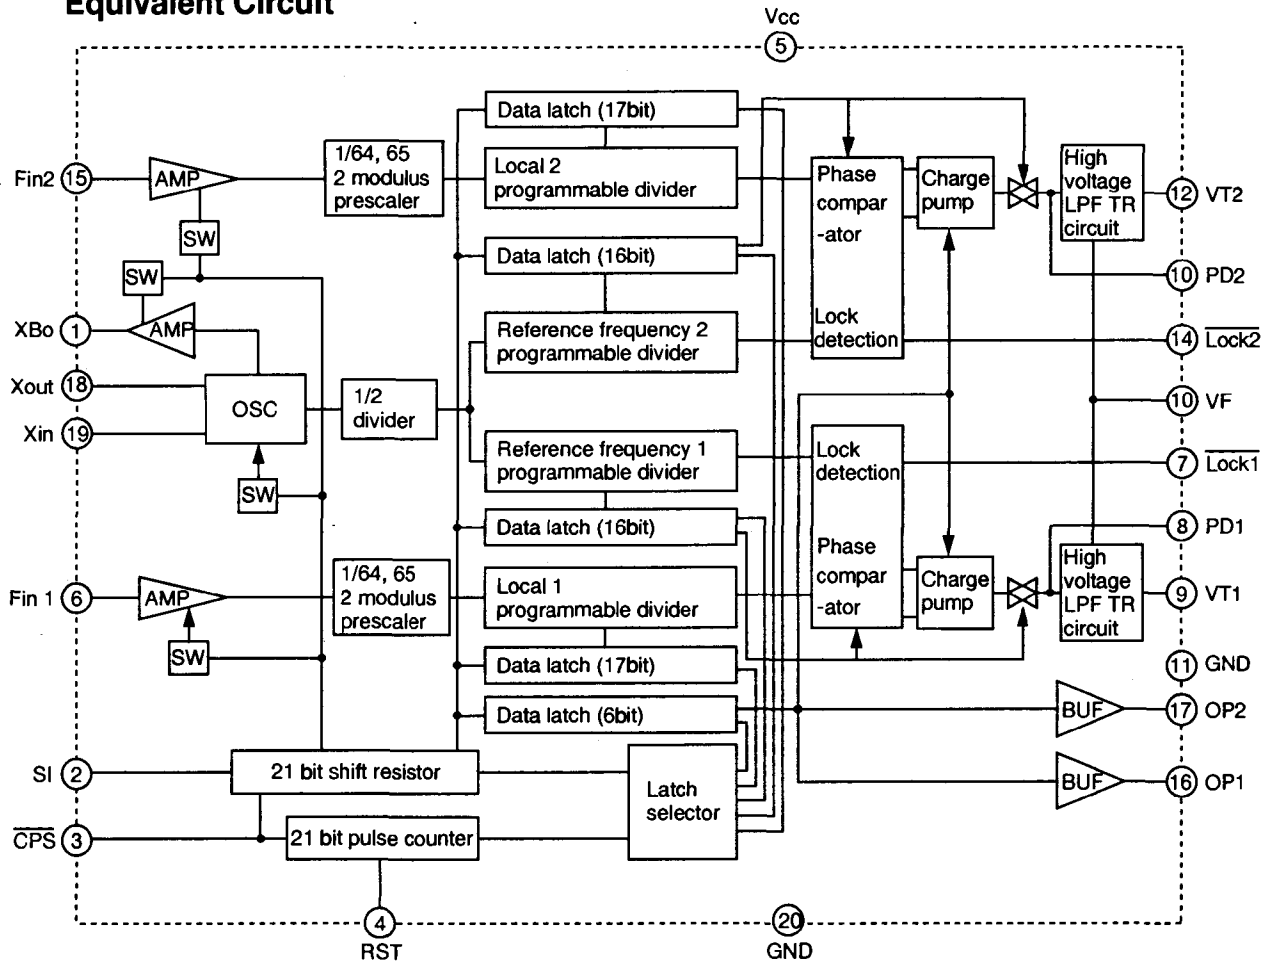 Equivalent Circuit
Vcc
5
Data latch (17bit)
1/64, 65
2 modulus
prescaler
Local 2
programmable divider
Fin2 15
AMP
Phase
compar
-ator
Lock
detection
Charge
pump
High
voltage
LPF TR
circuit
12 VT2
SW
Data latch (16bit)
SW
10 PD2
XBo 1
AMP
Reference frequency 2
programmable divider
14 Lock2
Xout 18
OSC
1/2
divider
10 VF
Xin 19
Reference frequency 1
programmable divider
Lock
detection
Phase
compar
-ator
7 Lock1
SW
Data latch (16bit)
8 PD1
Fin 1 6
AMP
1/64, 65
2 modulus
prescaler
Local 1
programmable divider
Charge
pump
High
voltage
LPF TR
circuit
9 VT1
SW
Data latch (17bit)
11 GND
Data latch (6bit)
BUF
17 OP2
SI 2
21 bit shift resistor
Latch
selector
BUF
16 OP1
CPS 3
21 bit pulse counter
4
RST
20
GND